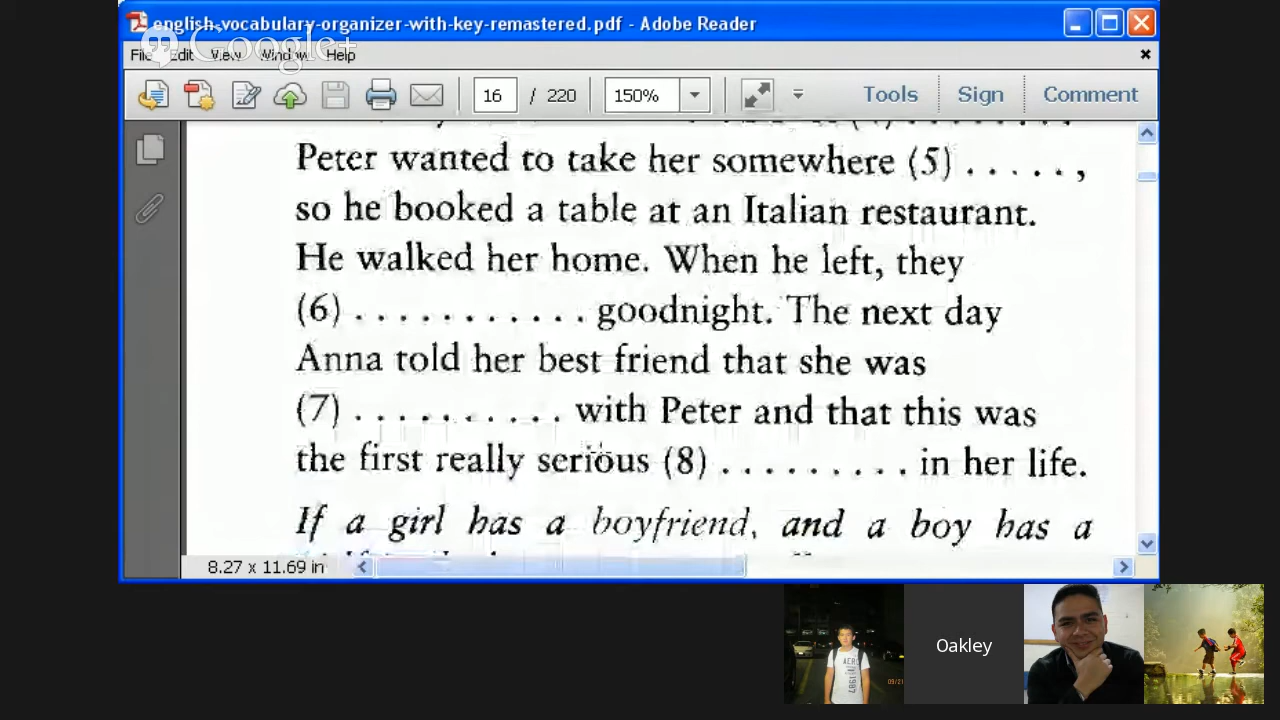 english-vocabulary-organizer-with-key-remastered.pdf - Adobe Reader
Google+
File Edit View Window Help
16 / 220 150% Tools Sign Comment
Peter wanted to take her somewhere (5) . . . . . ,
so he booked a table at an Italian restaurant.
He walked her home. When he left, they
(6) . . . . . . . . . . . goodnight. The next day
Anna told her best friend that she was
(7) . . . . . . . . . . with Peter and that this was
the first really serious (8) . . . . . . . . . in her life.
If a girl has a boyfriend, and a boy has a
8.27 x 11.69 in
Oakley